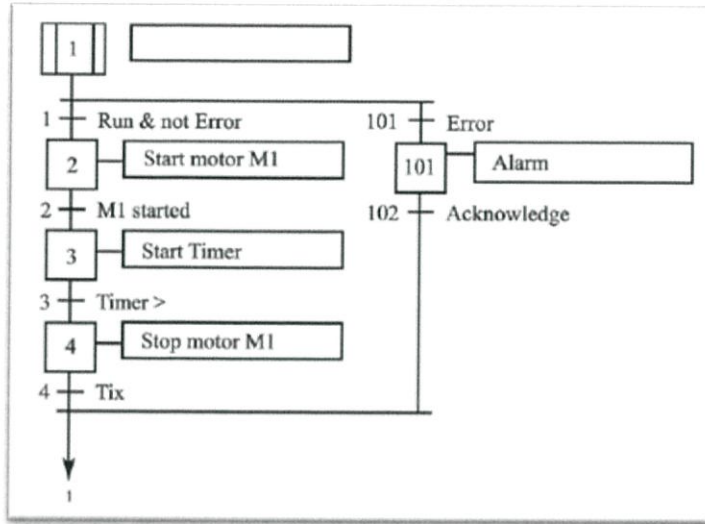 1
1 Run & not Error
2 Start motor M1
2 M1 started
3 Start Timer
3 Timer >
4 Stop motor M1
4 Tix
1
101 Error
101 Alarm
102 Acknowledge